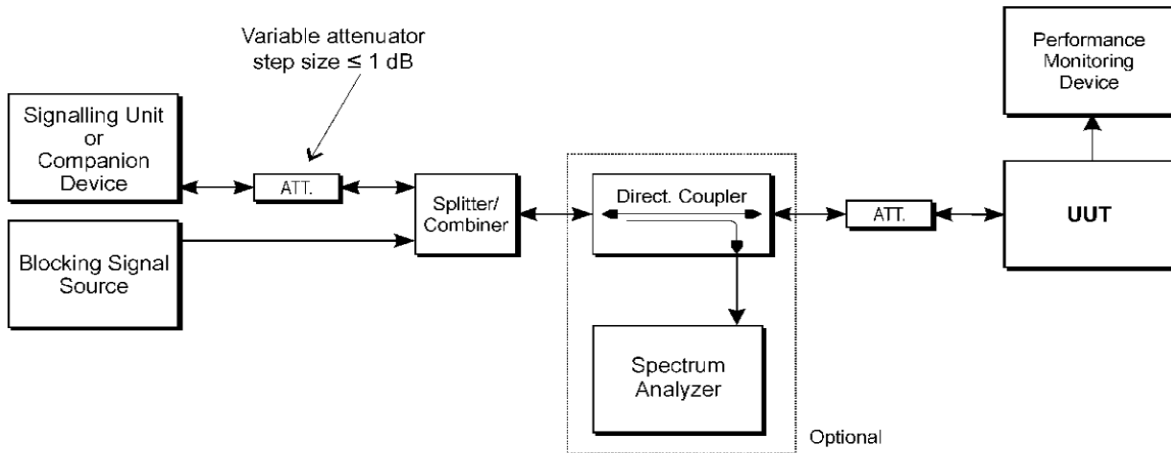 Variable attenuator
step size ≤ 1 dB
Performance
Monitoring
Device
Signalling Unit
or
Companion
Device
ATT.
Splitter/
Combiner
Direct. Coupler
ATT.
UUT
Blocking Signal
Source
Spectrum
Analyzer
Optional